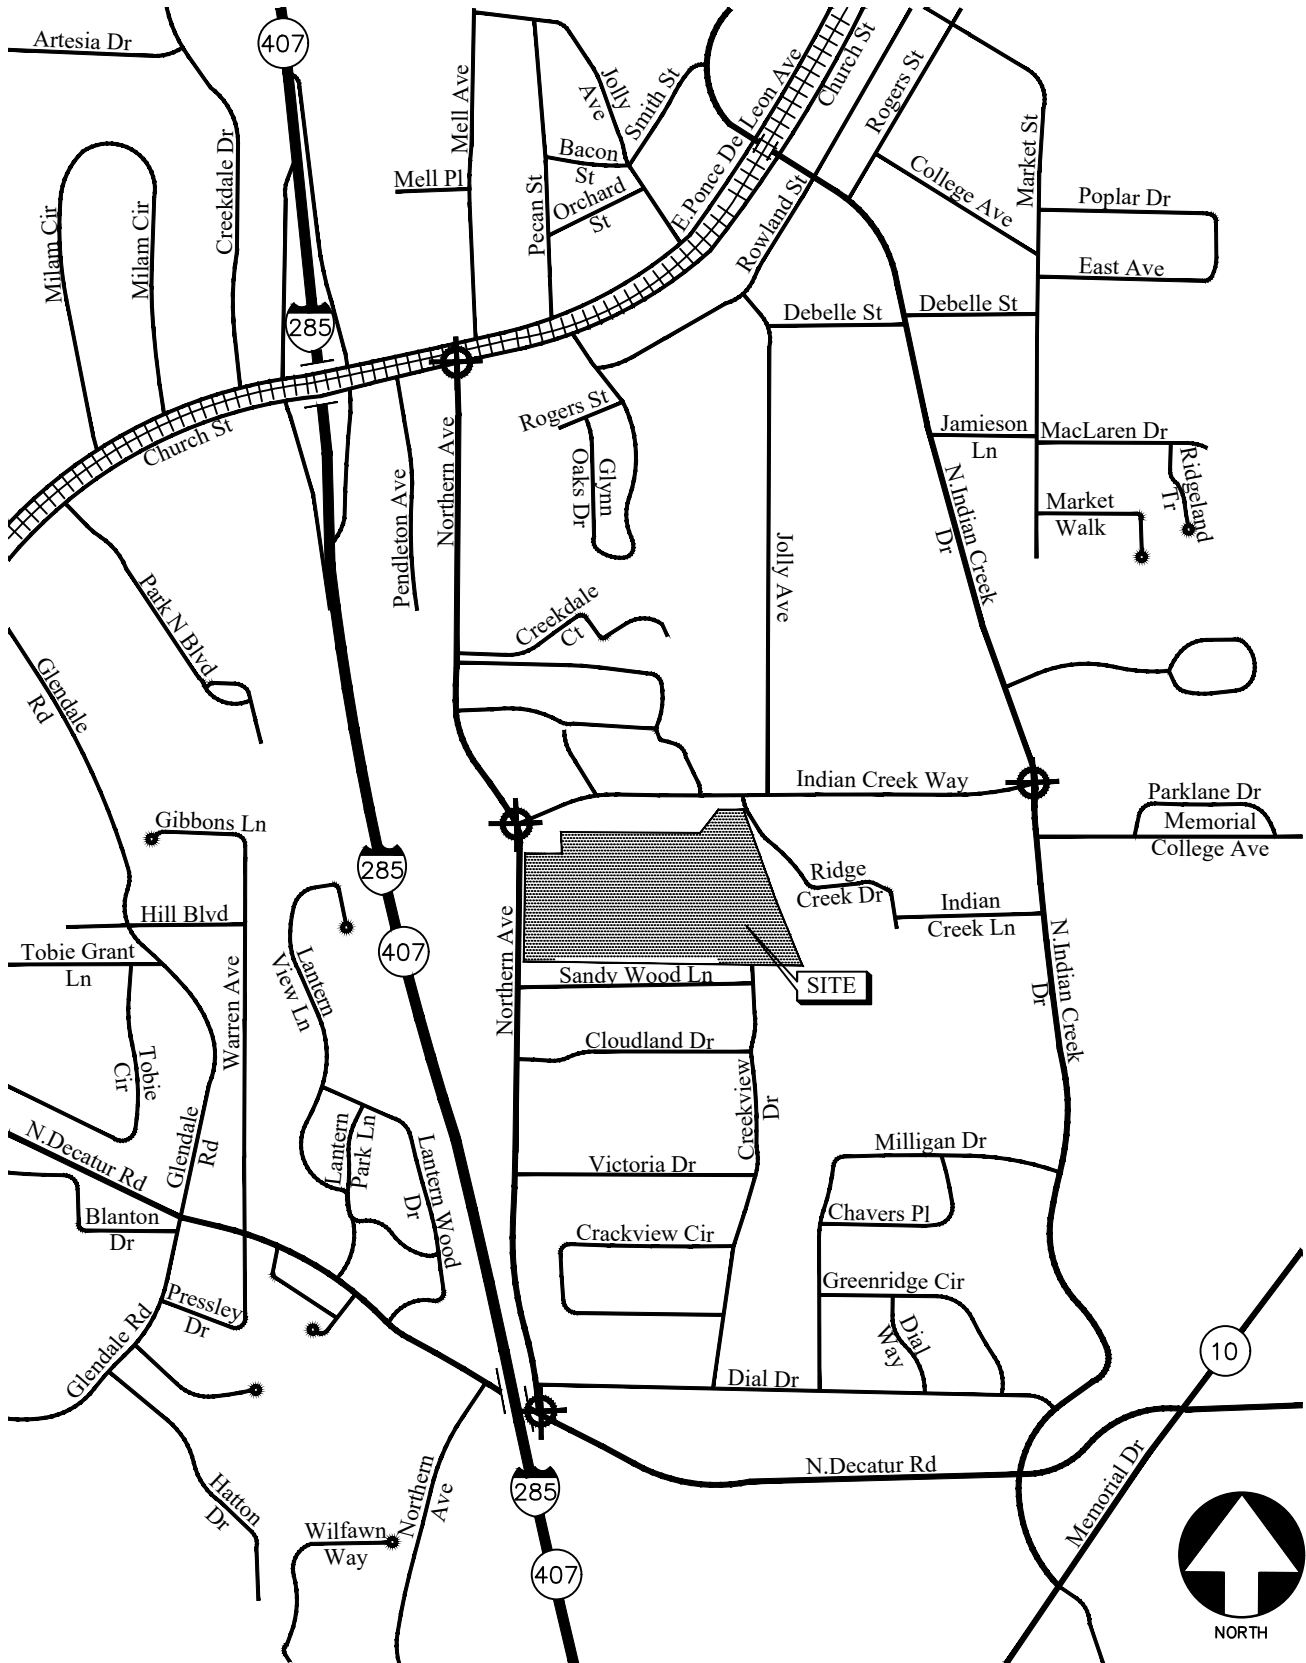 Artesia Dr
407
Mell Ave
Jolly
Ave
Smith St
E.Ponce De Leon Ave
Church St
Rogers St
Market St
Creekdale Dr
Milam Cir
Milam Cir
Mell Pl
Pecan St
Bacon
St
Orchard
St
Rowland St
College Ave
Poplar Dr
East Ave
285
Debelle St
Debelle St
Church St
Rogers St
Glynn
Oaks Dr
Northern Ave
Pendleton Ave
Jamieson
Ln
MacLaren Dr
Ridgeland
Tr
Market
Walk
N.Indian Creek
Dr
Jolly Ave
Park N Blvd
Creekdale
Ct
Glendale
Rd
Indian Creek Way
Parklane Dr
Memorial
College Ave
Gibbons Ln
285
Ridge
Creek Dr
Indian
Creek Ln
Hill Blvd
Tobie Grant
Ln
Lantern
View Ln
407
Northern Ave
Sandy Wood Ln
SITE
N.Indian Creek
Dr
Warren Ave
Tobie
Cir
Cloudland Dr
Creekview
Dr
N.Decatur Rd
Glendale
Rd
Lantern
Park Ln
Lantern Wood
Dr
Victoria Dr
Milligan Dr
Blanton
Dr
Crackview Cir
Chavers Pl
Greenridge Cir
Dial
Way
Pressley
Dr
Glendale Rd
Dial Dr
10
N.Decatur Rd
Memorial Dr
285
Hatton
Dr
Northern
Ave
Wilfawn
Way
407
NORTH